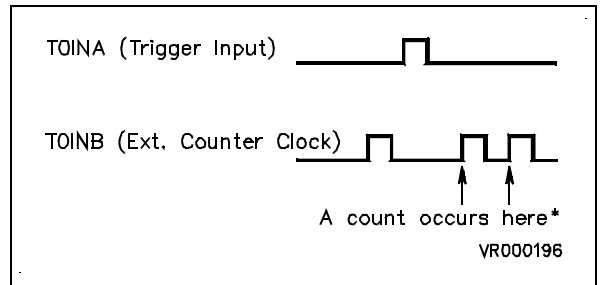 T0INA (Trigger Input)
T0INB (Ext. Counter Clock)
A count occurs here*
VR000196